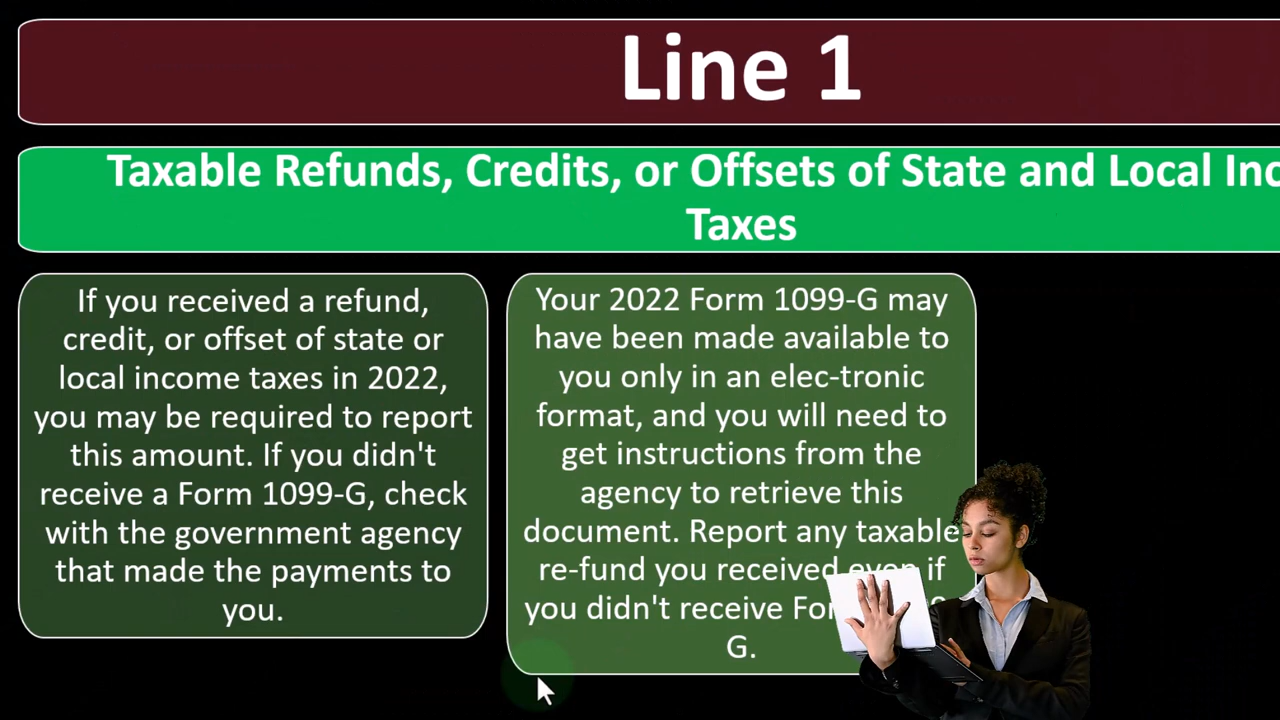 Line 1
Taxable Refunds, Credits, or Offsets of State and Local
Taxes
If you received a refund,
credit, or offset of state or
local income taxes in 2022,
you may be required to report
this amount. If you didn't
receive a Form 1099-G, check
with the government agency
that made the payments to
you.
Your 2022 Form 1099-G may
have been made available to
you only in an elec-tronic
format, and you will need to
get instructions from the
agency to retrieve this
document. Report any taxable
re-fund you received even if
you didn't receive
G.